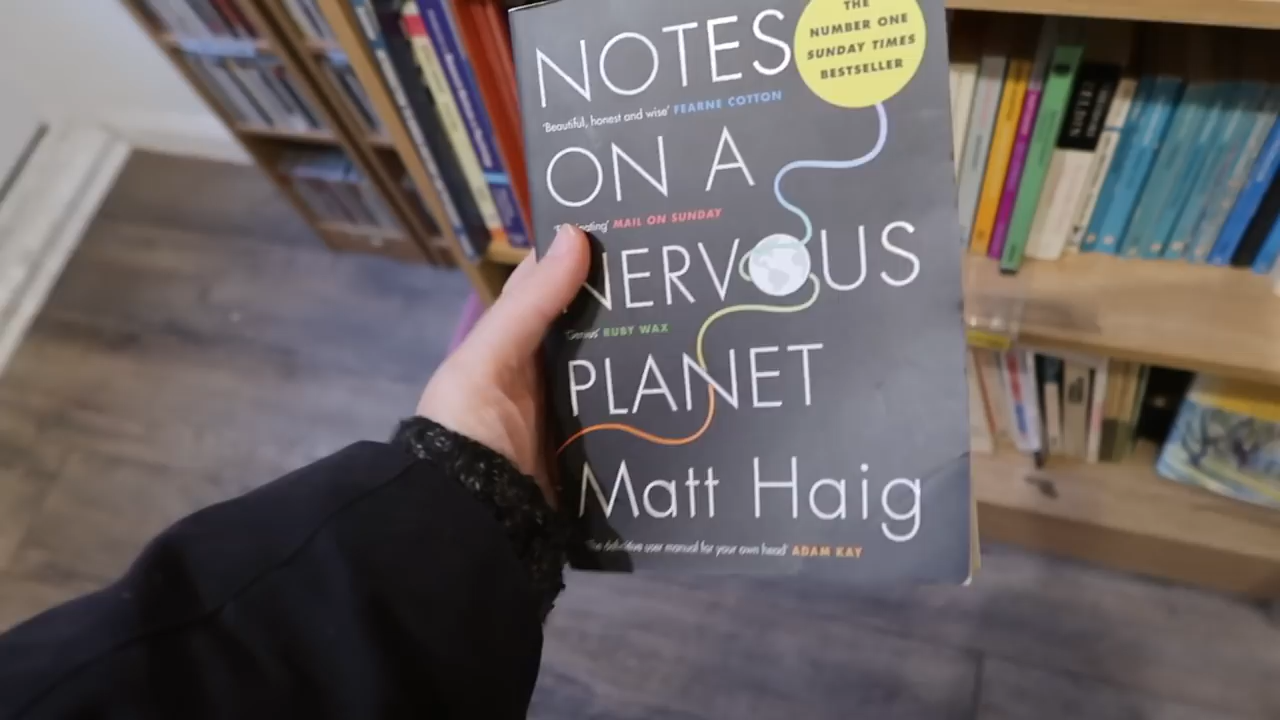 THE
NUMBER ONE
SUNDAY TIMES
BESTSELLER
NOTES
'Beautiful, honest and wise' FEARNE COTTON
ON A
MAIL ON SUNDAY
NERVOUS
'Genius' RUBY WAX
PLANET
Matt Haig
'The definitive user manual for your own head' ADAM KAY